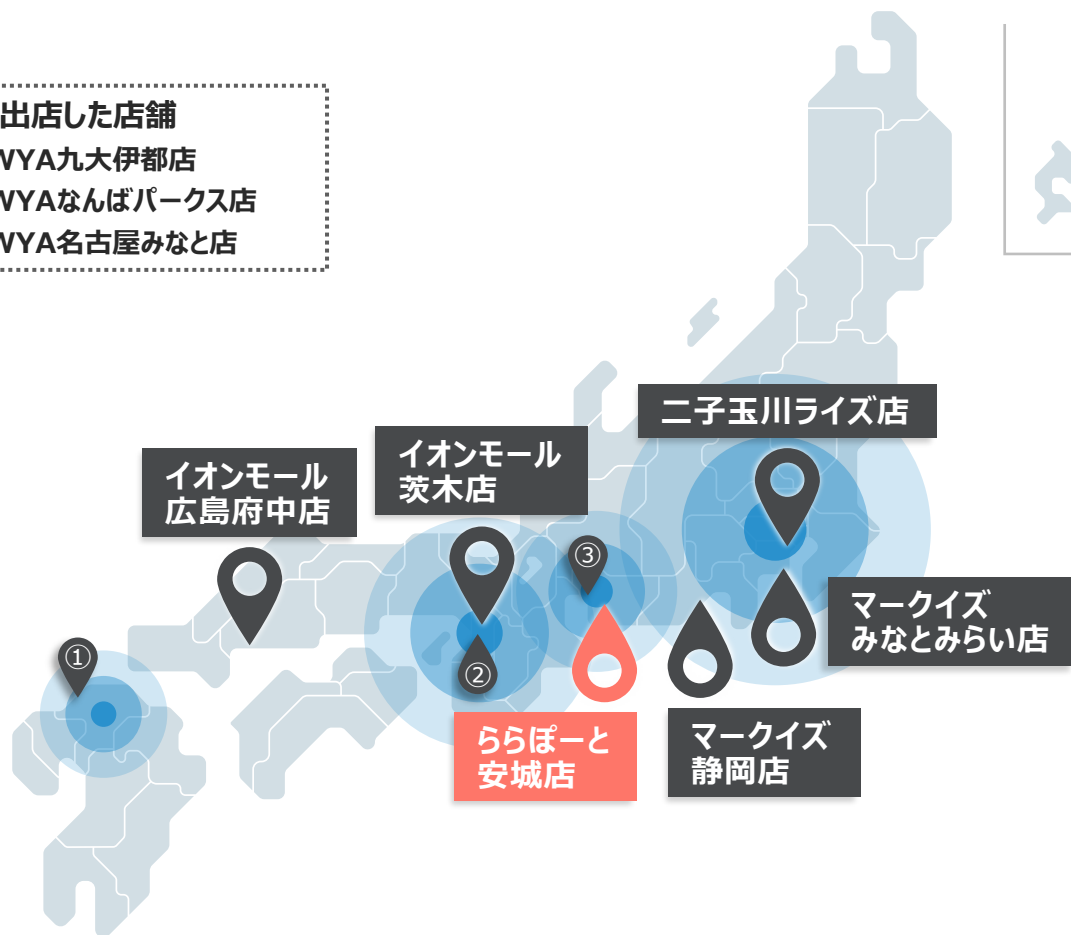 出店した店舗
WYA九大伊都店
WYAなんばパークス店
WYA名古屋みなと店
二子玉川ライズ店
イオンモール
茨木店
イオンモール
広島府中店
③
マークイズ
みなとみらい店
①
②
ららぽーと
安城店
マークイズ
静岡店